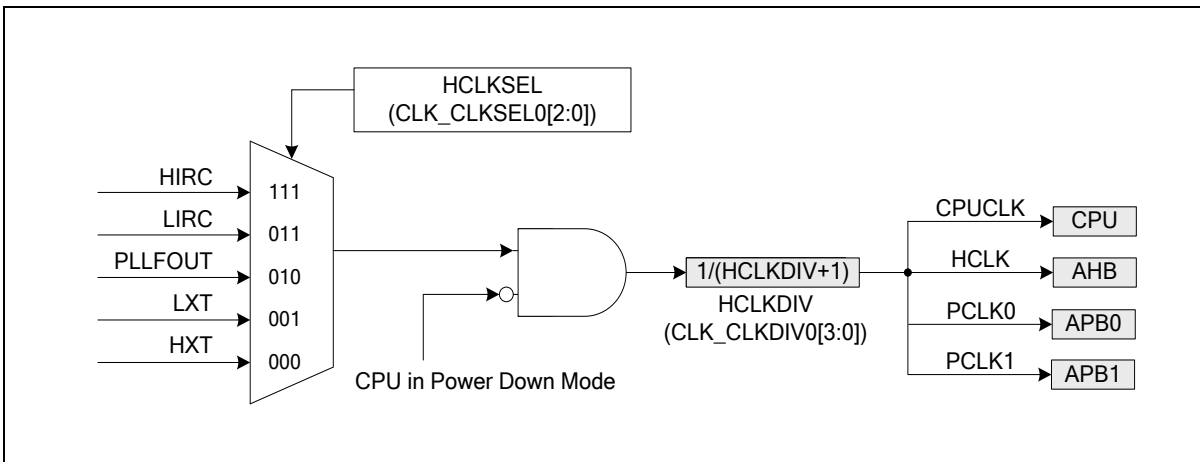 HCLKSEL
(CLK_CLKSEL0[2:0])
HIRC
111
LIRC
011
PLLFOUT
010
LXT
001
HXT
000
CPU in Power Down Mode
1/(HCLKDIV+1)
HCLKDIV
(CLK_CLKDIV0[3:0])
CPUCLK
CPU
HCLK
AHB
PCLK0
APB0
PCLK1
APB1